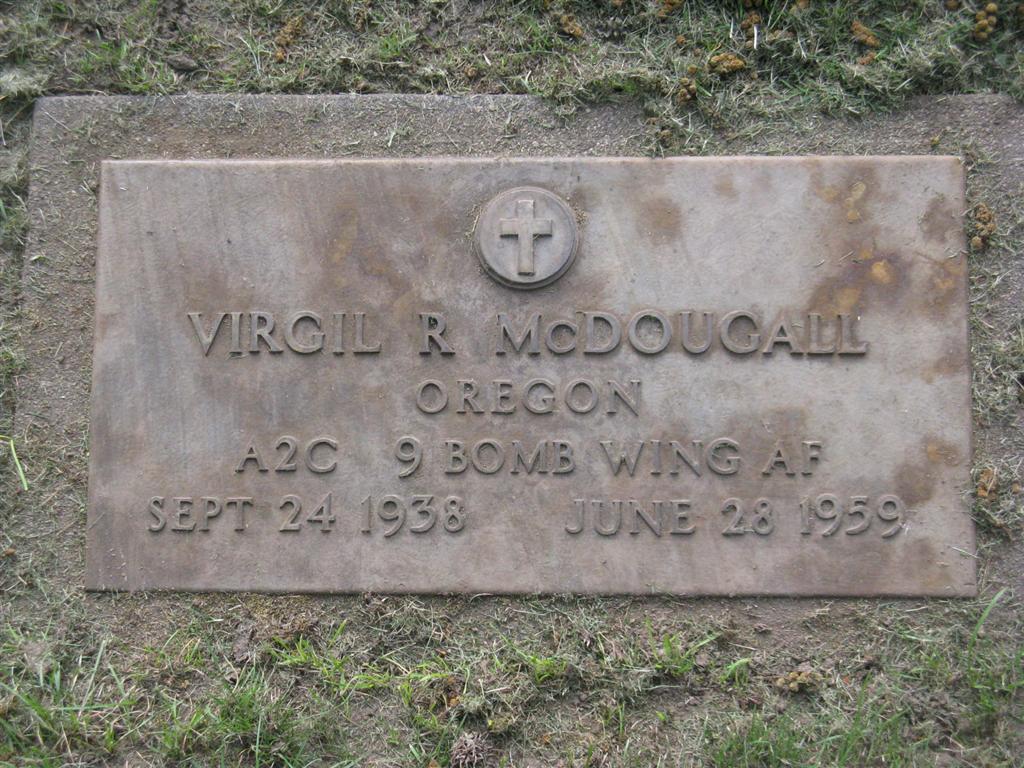 VIRGIL R McDOUGALL
OREGON
A2C 9 BOMB WING AF
SEPT 24 1938 JUNE 28 1959